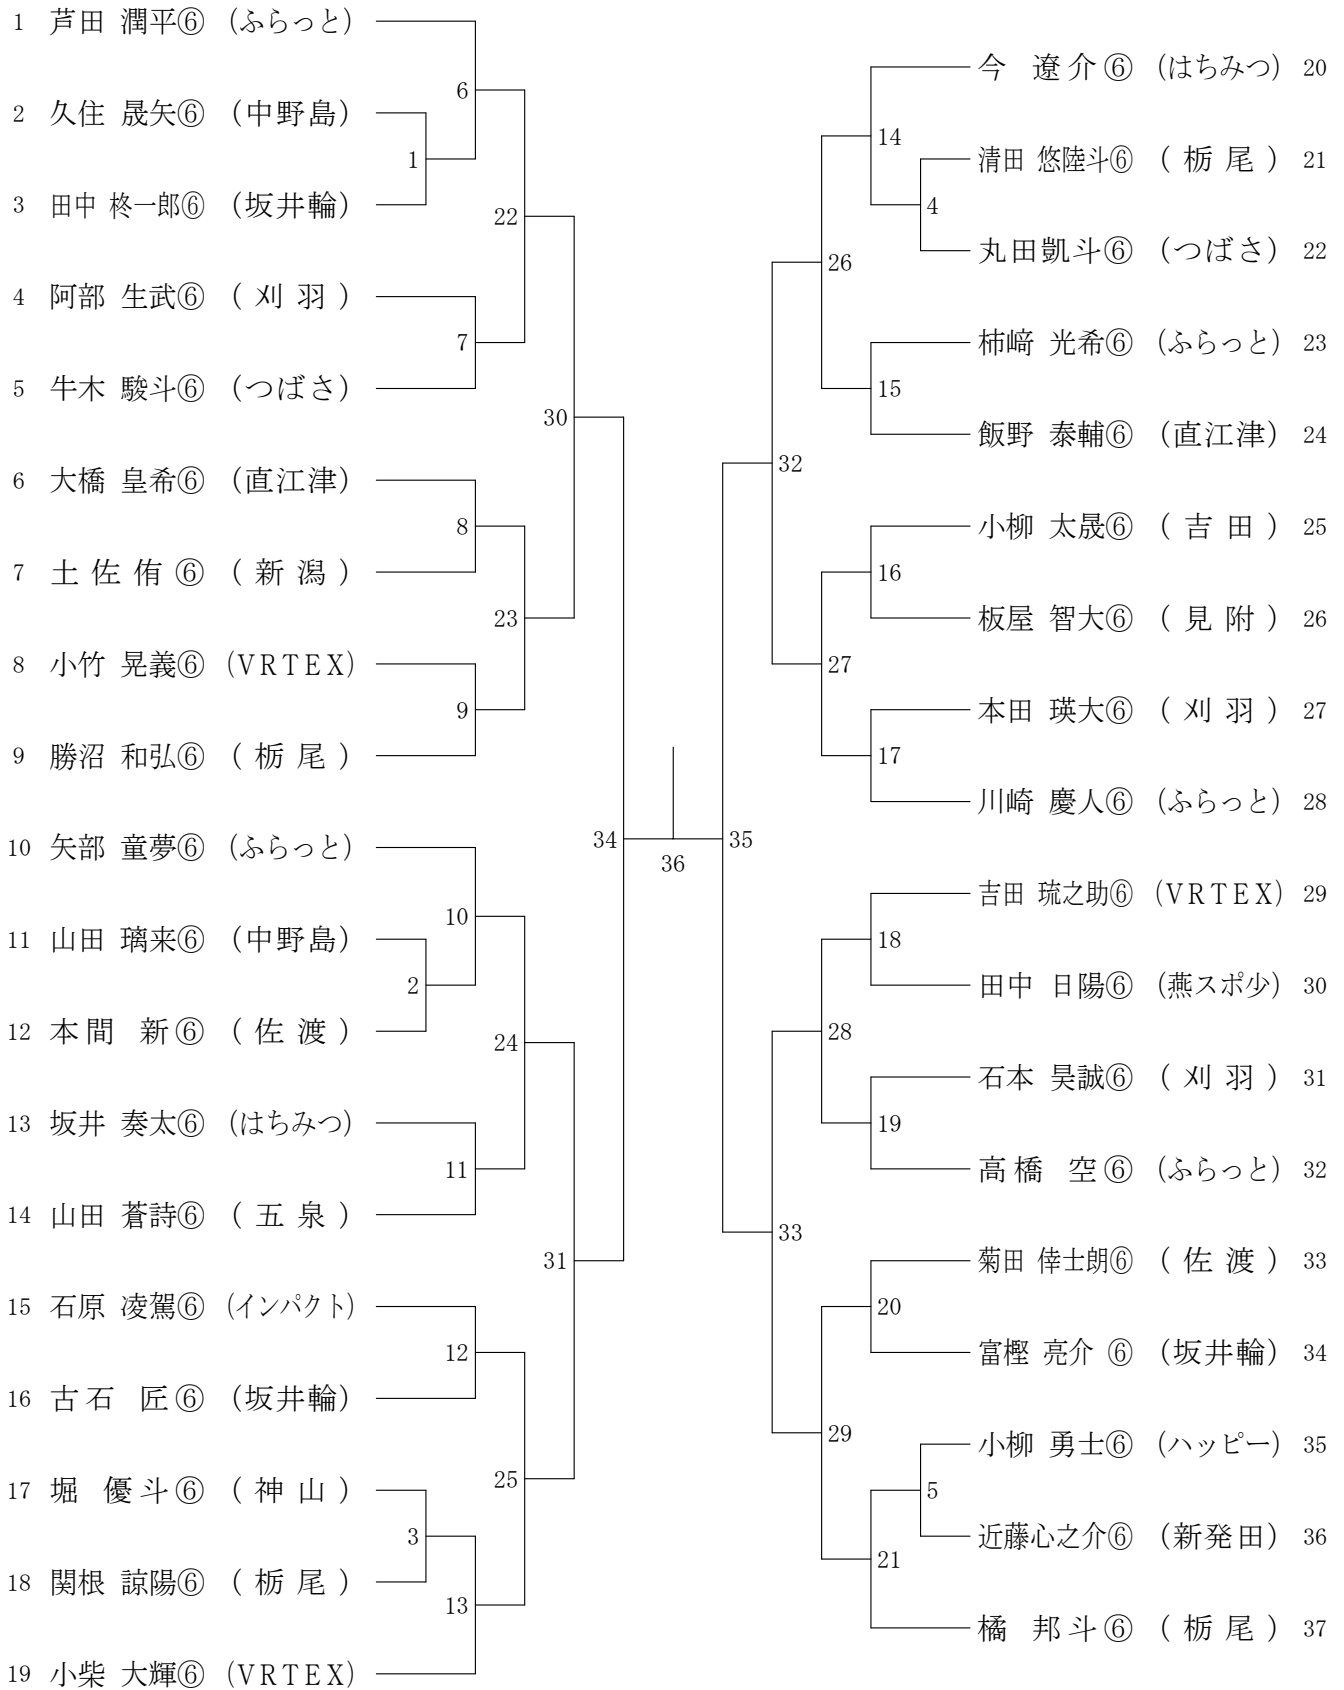 1 芦田 潤平⑥ (ふらっと)
2 久住 晟矢⑥ (中野島)
3 田中 柊一郎⑥ (坂井輪)
4 阿部 生武⑥ (刈羽)
5 牛木 駿斗⑥ (つばさ)
6 大橋 皇希⑥ (直江津)
7 土佐 侑⑥ (新潟)
8 小竹 晃義⑥ (VRTEX)
9 勝沼 和弘⑥ (栃尾)
10 矢部 童夢⑥ (ふらっと)
11 山田 璃来⑥ (中野島)
12 本間 新⑥ (佐渡)
13 坂井 奏太⑥ (はちみつ)
14 山田 蒼詩⑥ (五泉)
15 石原 凌駕⑥ (インパクト)
16 古石 匠⑥ (坂井輪)
17 堀 優斗⑥ (神山)
18 関根 諒陽⑥ (栃尾)
19 小柴 大輝⑥ (VRTEX)
6
1
22
7
30
8
23
9
34
10
2
24
11
31
12
25
3
13
36
35
14
4
26
15
32
16
27
17
18
28
19
33
20
29
5
21
今 遼介⑥ (はちみつ) 20
清田 悠陸斗⑥ (栃尾) 21
丸田凱斗⑥ (つばさ) 22
柿﨑 光希⑥ (ふらっと) 23
飯野 泰輔⑥ (直江津) 24
小柳 太晟⑥ (吉田) 25
板屋 智大⑥ (見附) 26
本田 瑛大⑥ (刈羽) 27
川崎 慶人⑥ (ふらっと) 28
吉田 琉之助⑥ (VRTEX) 29
田中 日陽⑥ (燕スポ少) 30
石本 昊誠⑥ (刈羽) 31
高橋 空⑥ (ふらっと) 32
菊田 倖士朗⑥ (佐渡) 33
富樫 亮介 ⑥ (坂井輪) 34
小柳 勇士⑥ (ハッピー) 35
近藤心之介⑥ (新発田) 36
橘 邦斗⑥ (栃尾) 37